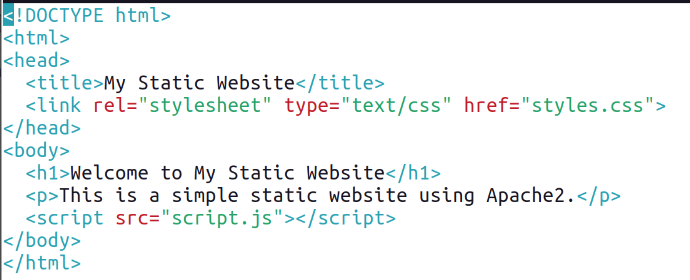 <!DOCTYPE html>
<html>
<head>
  <title>My Static Website</title>
  <link rel="stylesheet" type="text/css" href="styles.css">
</head>
<body>
  <h1>Welcome to My Static Website</h1>
  <p>This is a simple static website using Apache2.</p>
  <script src="script.js"></script>
</body>
</html>